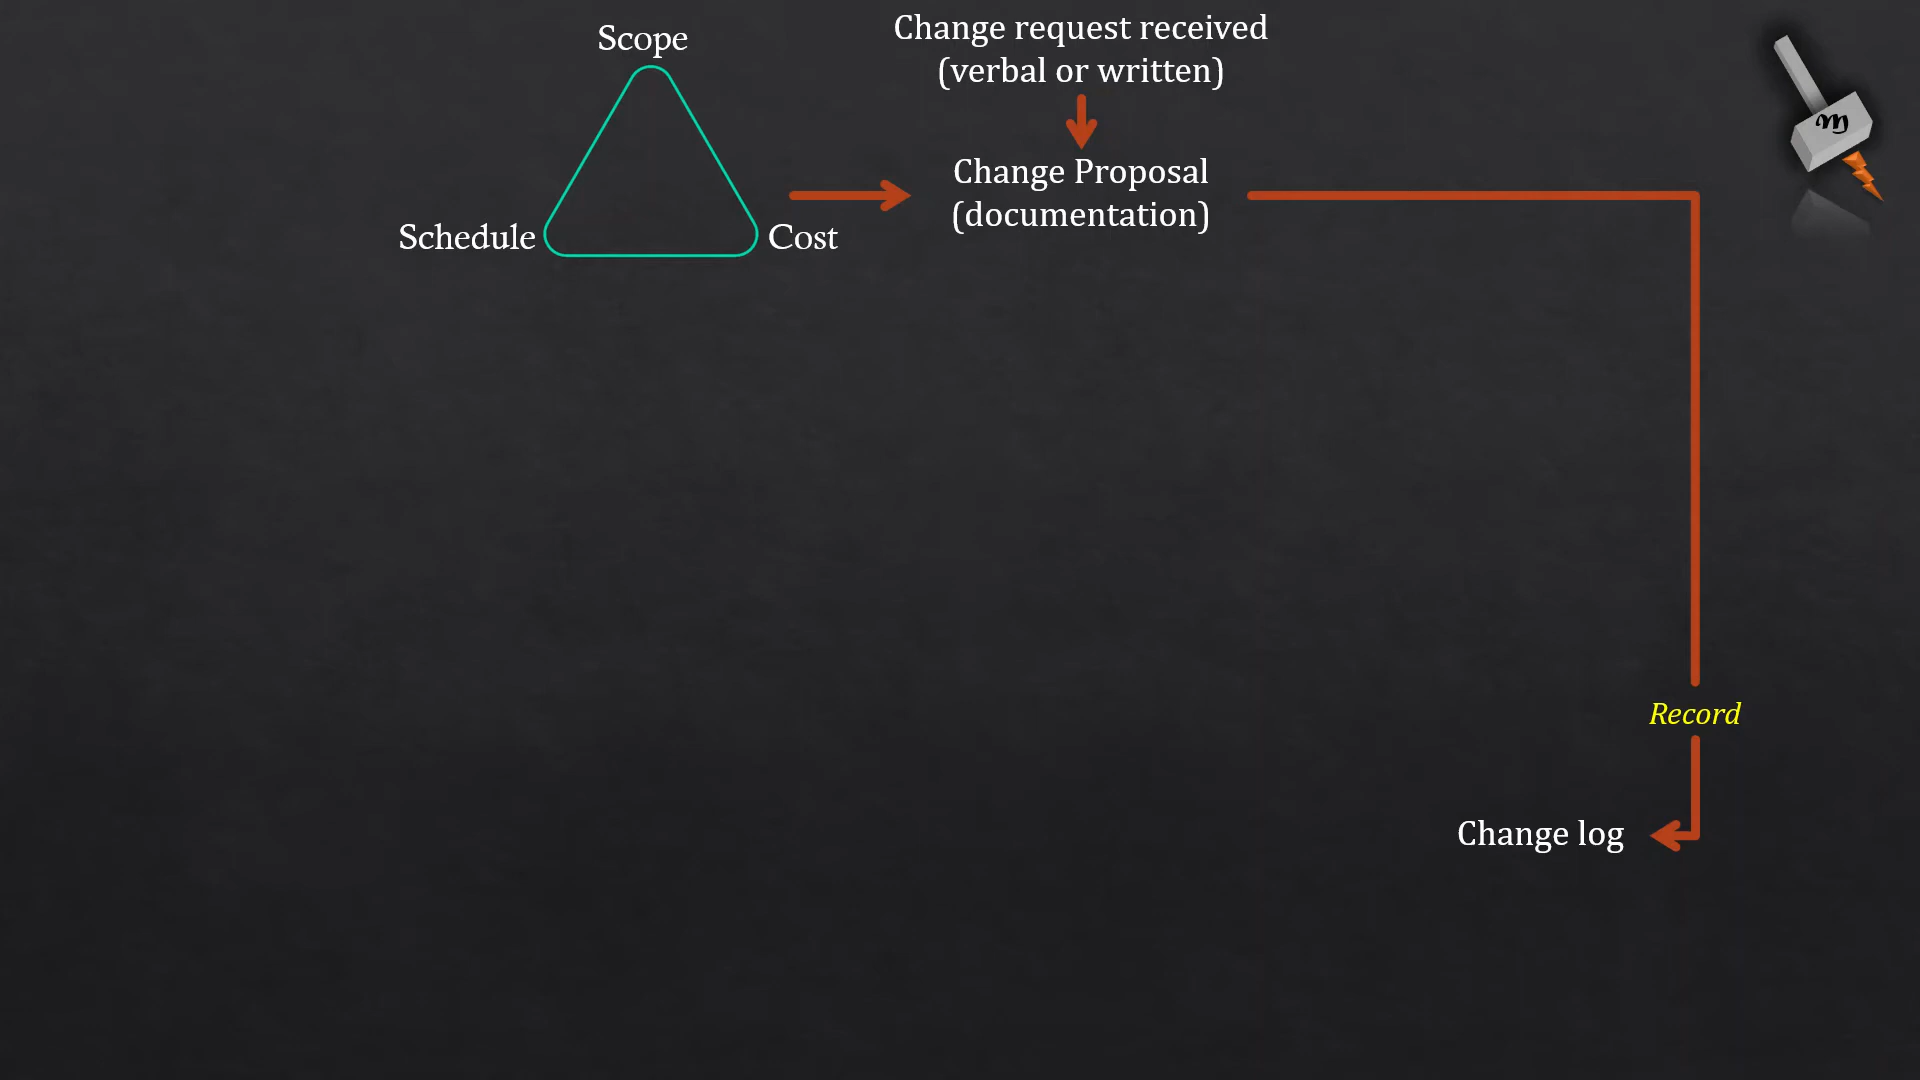 Scope
Schedule
Cost
Change request received
(verbal or written)
Change Proposal
(documentation)
Record
Change log
m